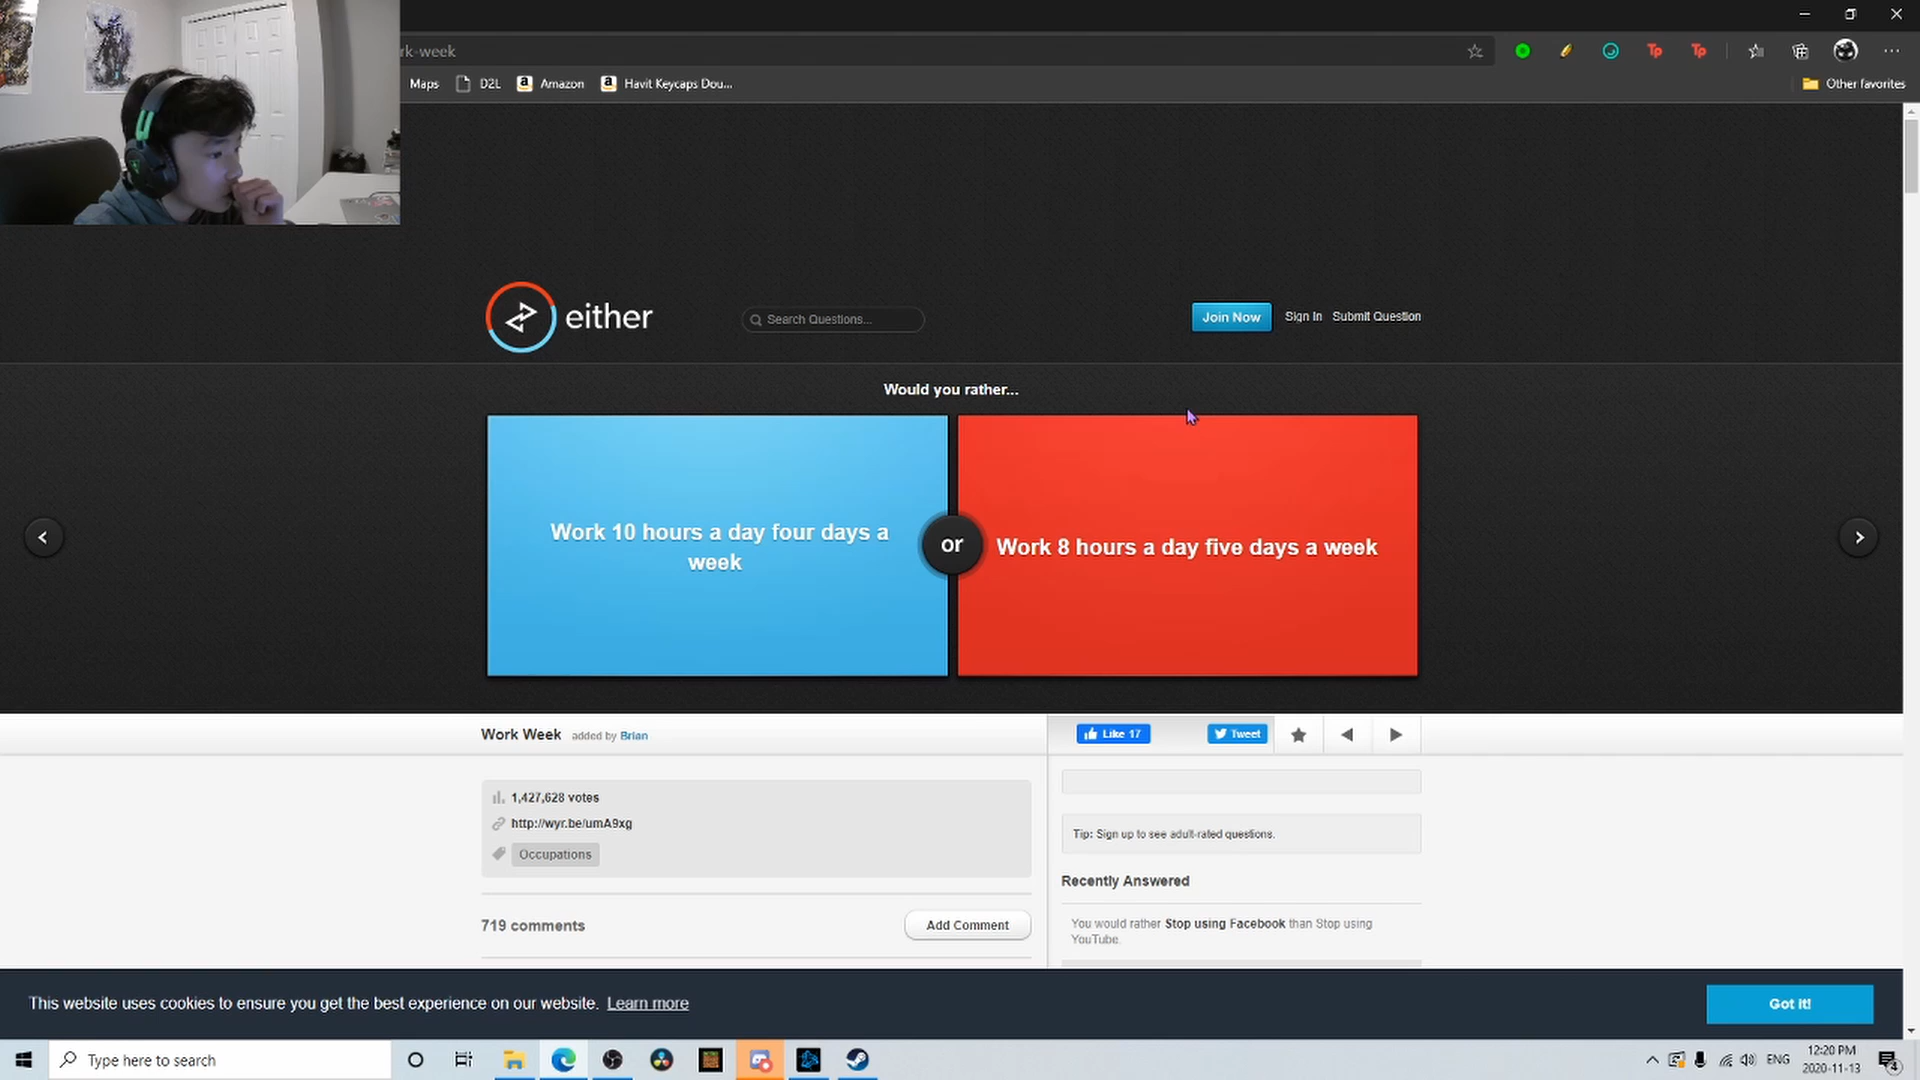 rk-week
Maps
D2L
Amazon
Havit Keycaps Dou...
Other favorites
either
Search Questions...
Join Now
Sign In
Submit Question
Would you rather...
Work 10 hours a day four days a
week
or
Work 8 hours a day five days a week
Work Week added by Brian
Like 17
Tweet
1,427,628 votes
http://wyr.be/umA9xg
Occupations
Tip: Sign up to see adult-rated questions.
Recently Answered
719 comments
Add Comment
You would rather Stop using Facebook than Stop using
YouTube.
This website uses cookies to ensure you get the best experience on our website. Learn more
Got It!
Type here to search
ENG
12:20 PM
2020-11-13
4